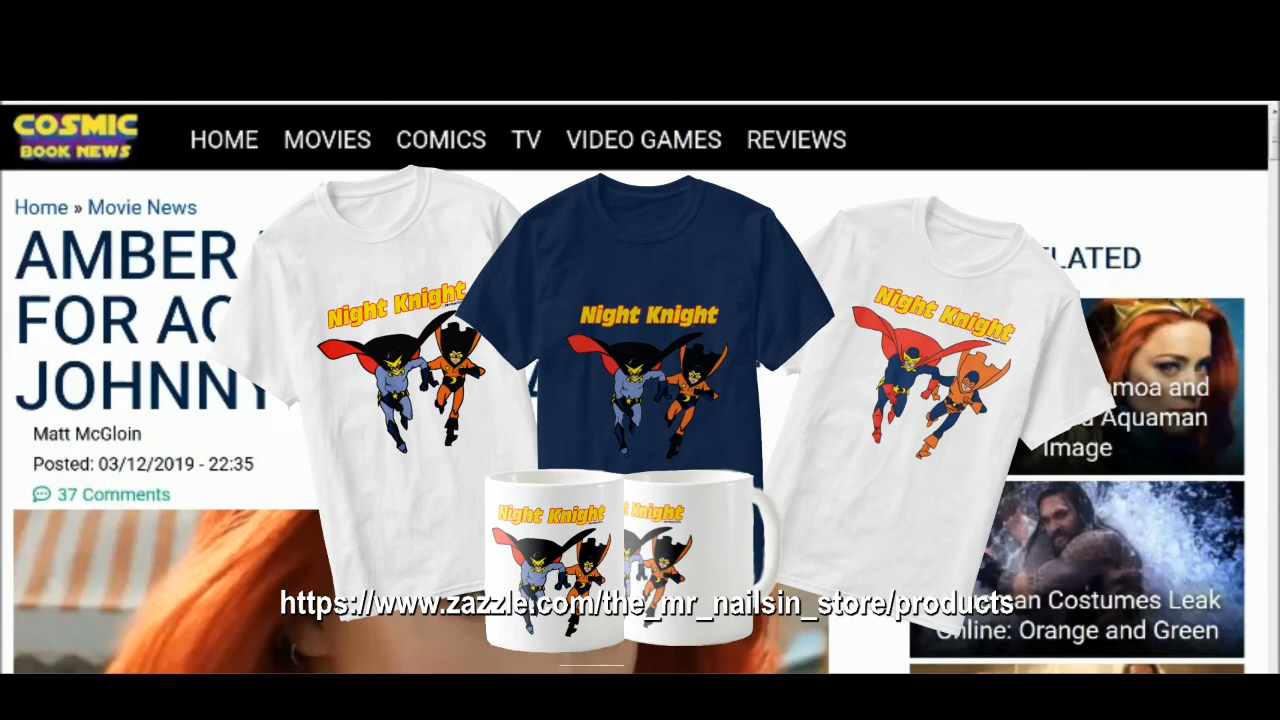 COSMIC
BOOK NEWS
HOME MOVIES COMICS TV VIDEO GAMES REVIEWS
Home » Movie News
AMBER
FOR AC
JOHNNY
Matt McGloin
Posted: 03/12/2019 - 22:35
37 Comments
LATED
Night Knight
Night Knight
Night Knight
Night Knight
Knight
moa and
Aquaman
Image
https://www.zazzle.com/the_mr_nailsin_store/products
an Costumes Leak
Online: Orange and Green